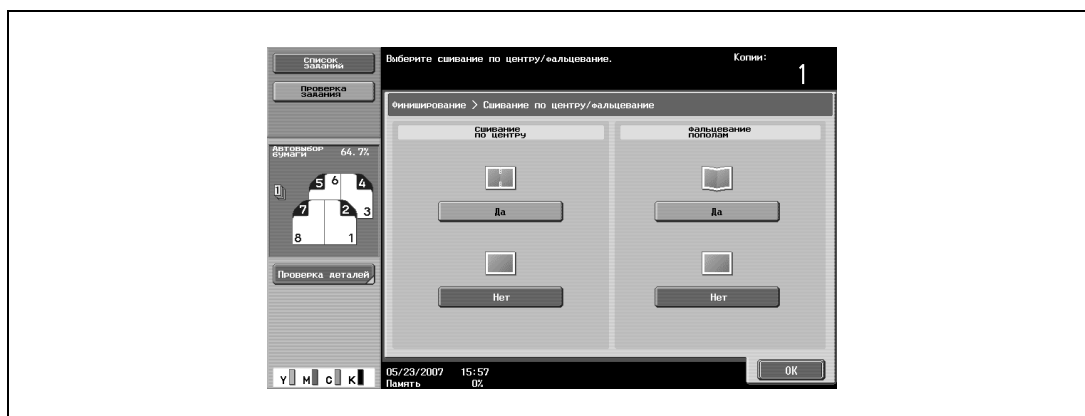 Список
заданий
Проверка
задания
Автовыбор
бумаги 64.7%
1
5 6 4
7 2 3
8 1
Проверка деталей
Y M C K
Выберите сшивание по центру/фальцевание.
Копии:
1
Финиширование > Сшивание по центру/фальцевание
Сшивание
по центру
Фальцевание
пополам
Да
Да
Нет
Нет
05/23/2007 15:57
Память 0%
OK